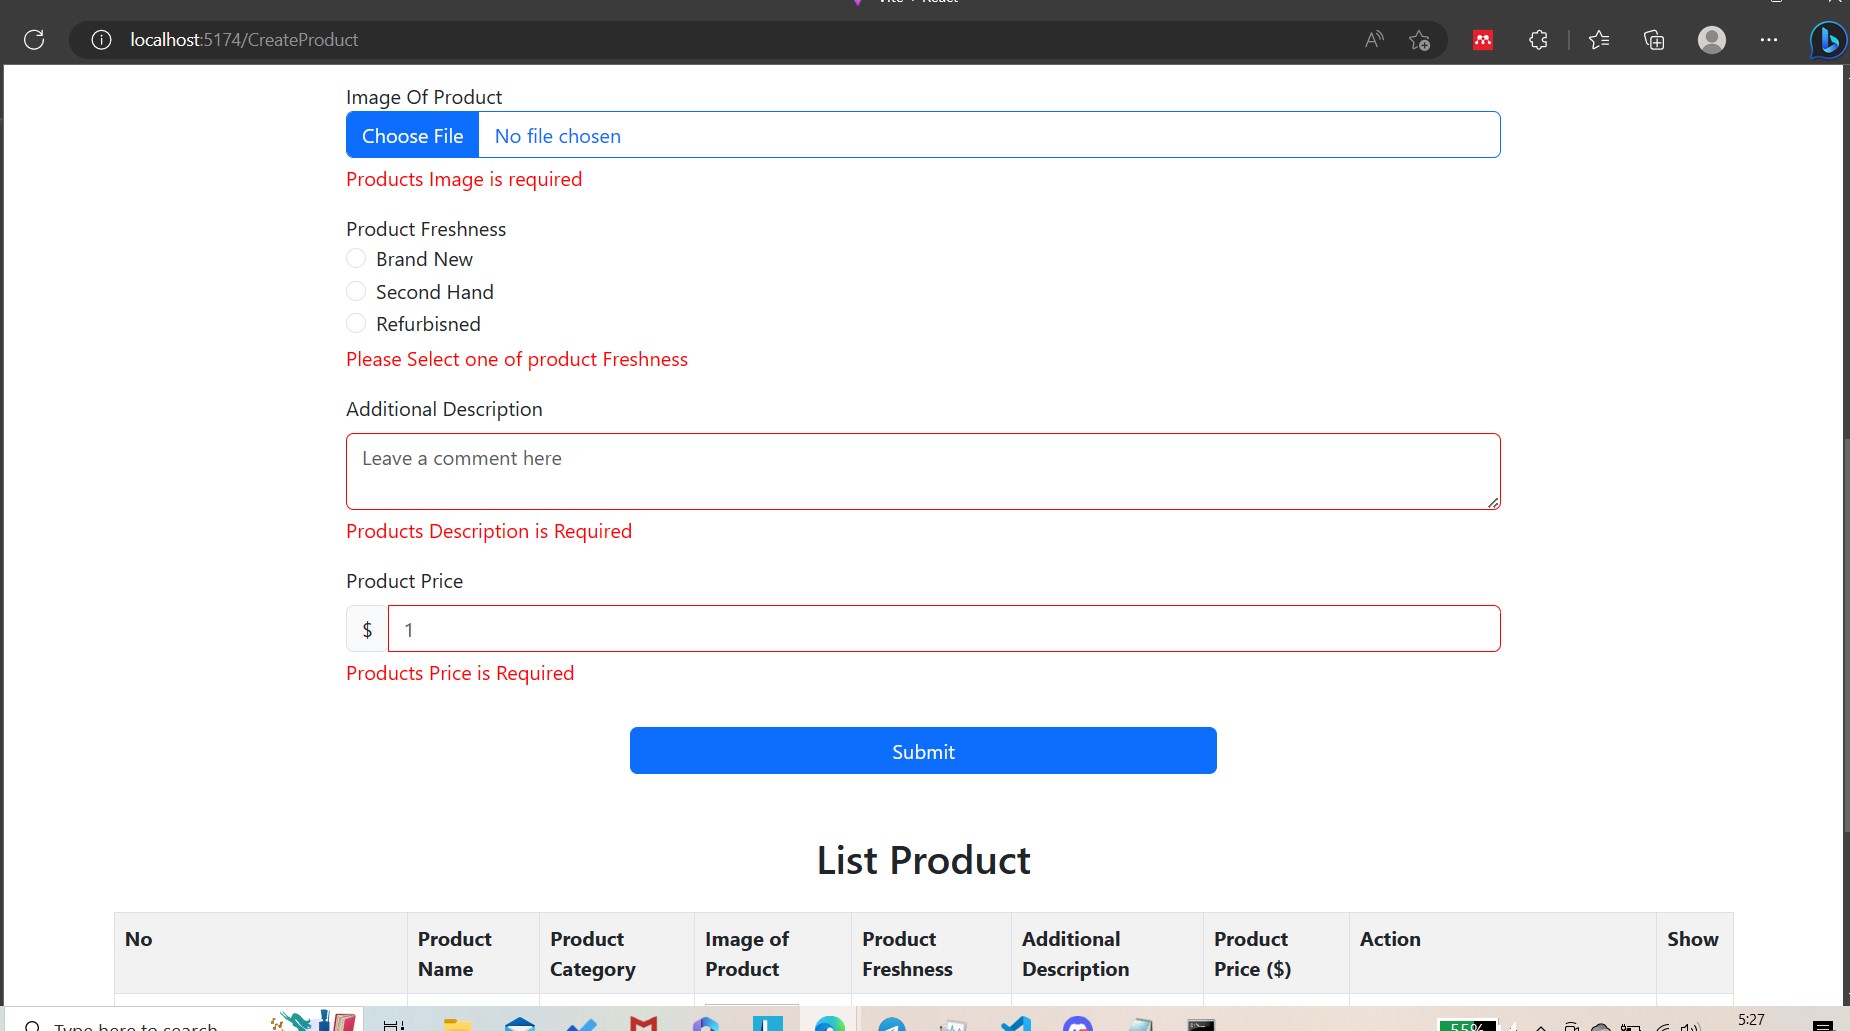 localhost:5174/CreateProduct
Image Of Product
Choose File No file chosen
Products Image is required
Product Freshness
Brand New
Second Hand
Refurbisned
Please Select one of product Freshness
Additional Description
Leave a comment here
Products Description is Required
Product Price
$ 1
Products Price is Required
Submit
List Product
No Product Name Product Category Image of Product Product Freshness Additional Description Product Price ($) Action Show
Type here to search
55%
5:27